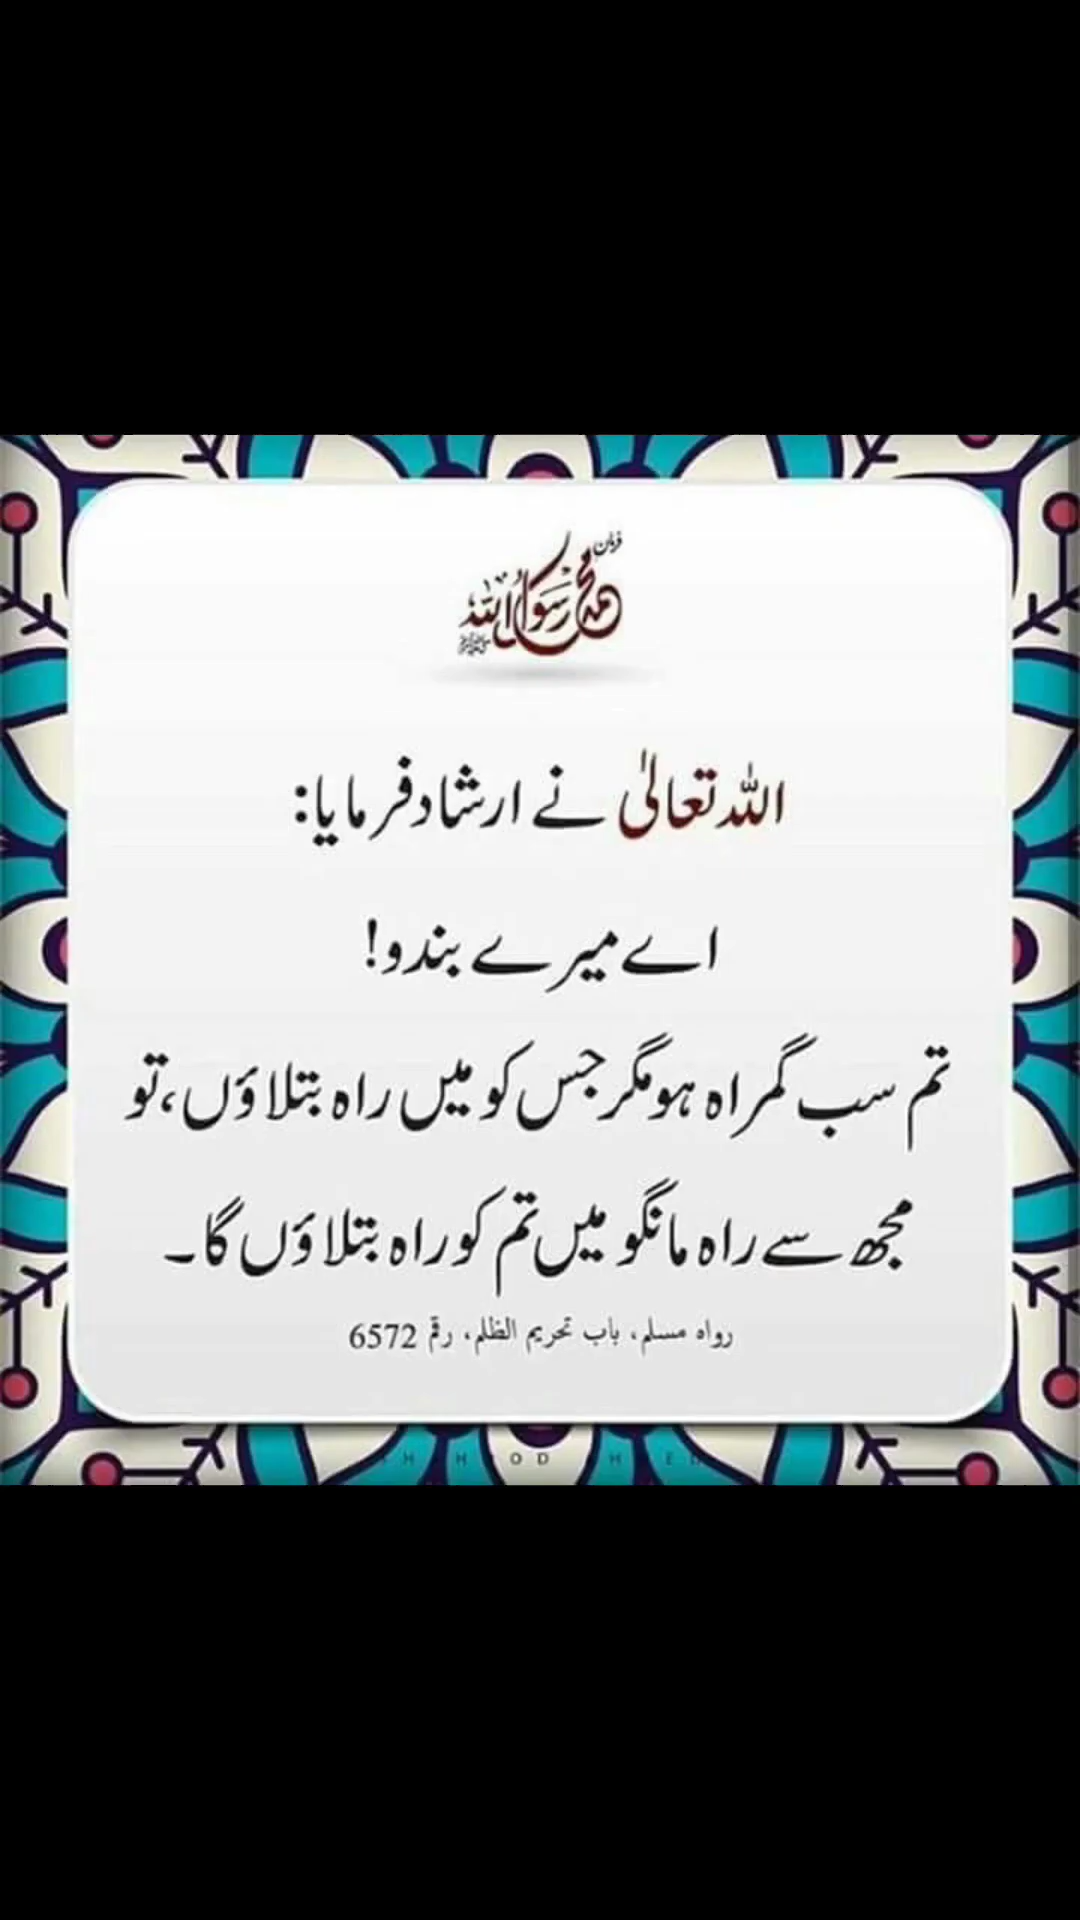 فرمان
محمد رسول اللہ
ﷺ
اللہ تعالیٰ نے ارشاد فرمایا:
اے میرے بندو!
تم سب گمراہ ہو مگر جس کو میں راہ بتلاؤں، تو
مجھ سے راہ مانگو میں تم کو راہ بتلاؤں گا۔
رواه مسلم، باب تحريم الظلم، رقم 6572